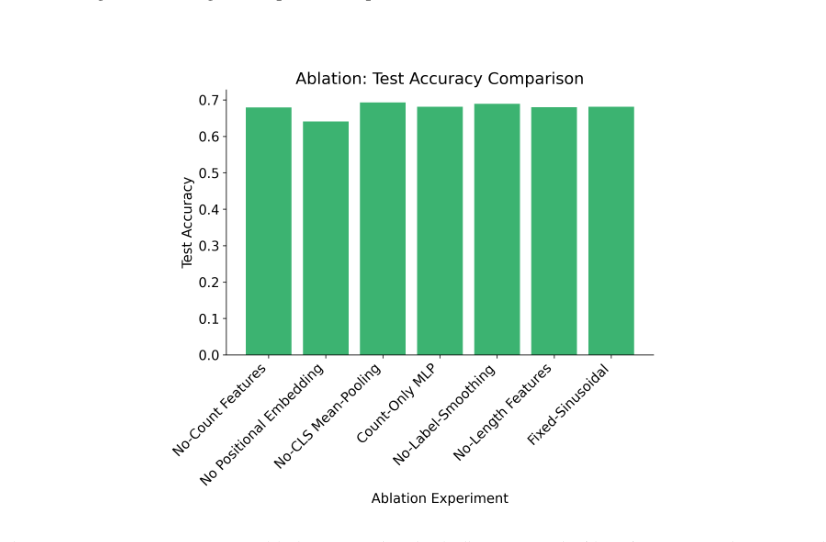 Ablation: Test Accuracy Comparison
Test Accuracy
0.7
0.6
0.5
0.4
0.3
0.2
0.1
0.0
No-Count Features
No Positional Embedding
No-CLS Mean-Pooling
Count-Only MLP
No-Label-Smoothing
No-Length Features
Fixed-Sinusoidal
Ablation Experiment